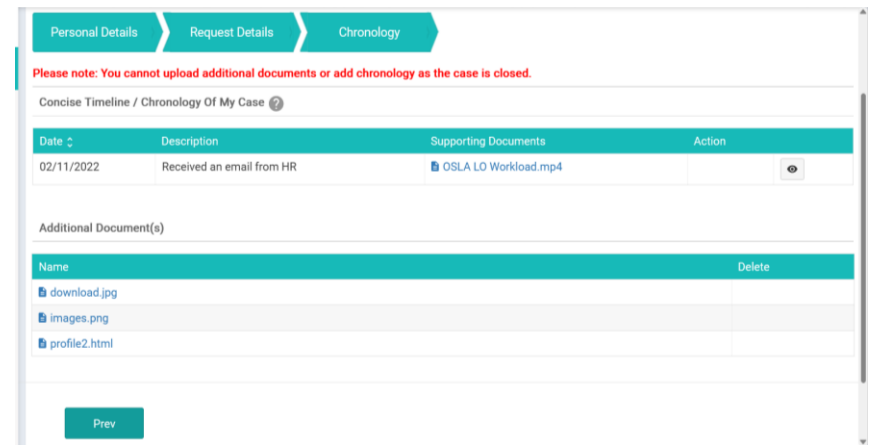 Personal Details Request Details Chronology
Please note: You cannot upload additional documents or add chronology as the case is closed.
Concise Timeline / Chronology Of My Case ?
Date Description Supporting Documents Action
02/11/2022 Received an email from HR OSLA LO Workload.mp4
Additional Document(s)
Name Delete
download.jpg
images.png
profile2.html
Prev